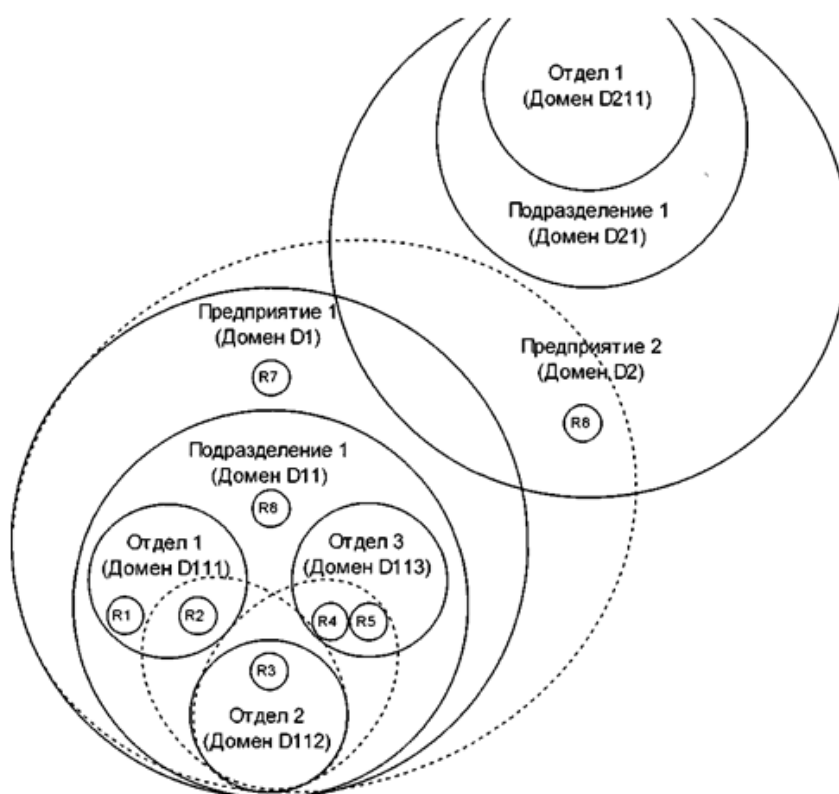 Отдел 1
(Домен D211)
Подразделение 1
(Домен D21)
Предприятие 1
(Домен D1)
Предприятие 2
(Домен D2)
R7
R8
Подразделение 1
(Домен D11)
R8
Отдел 1
(Домен D111)
Отдел 3
(Домен D113)
R1
R2
R4
R5
R3
Отдел 2
(Домен D112)